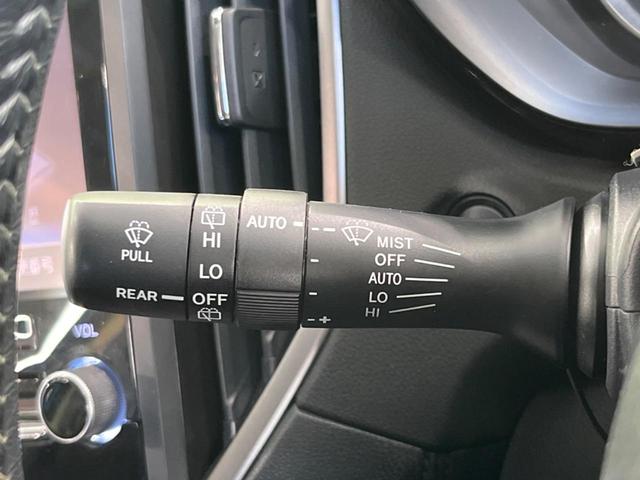 PULL
REAR
HI
LO
OFF
AUTO
MIST
OFF
AUTO
LO
HI
- +
VOL